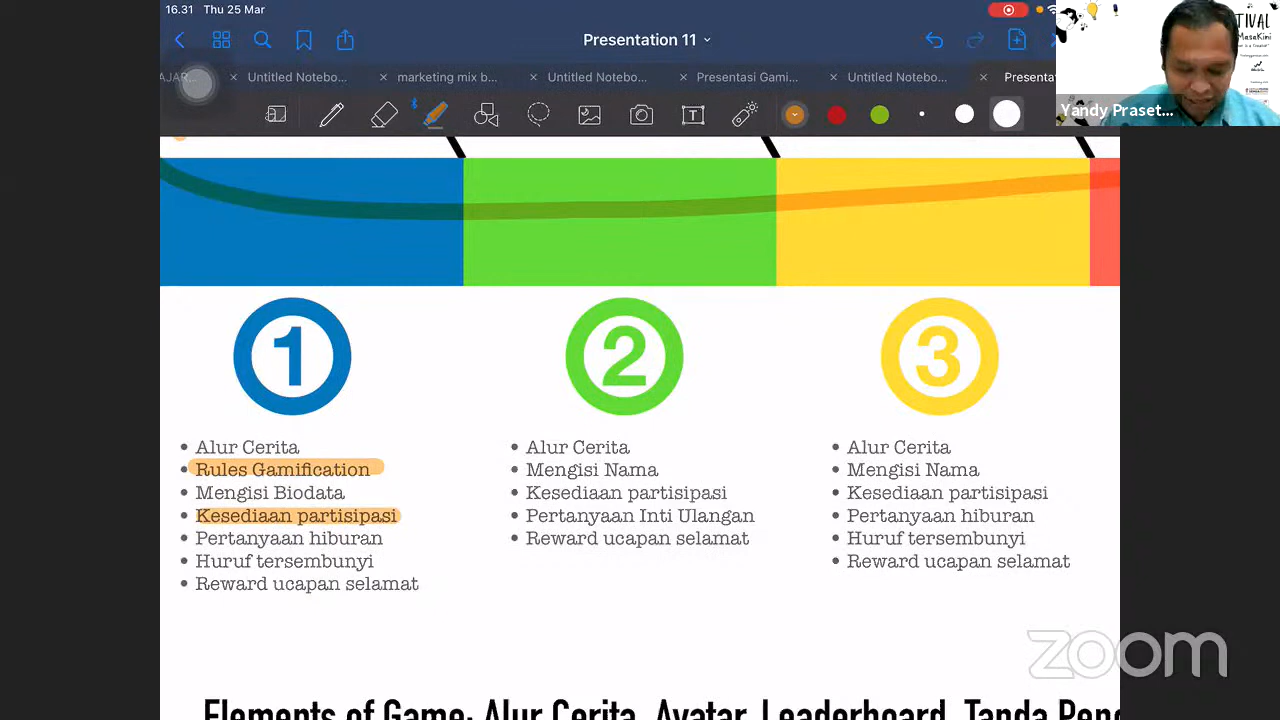 16.31 Thu 25 Mar
Presentation 11
Untitled Notebo...
marketing mix b...
Untitled Notebo...
Presentasi Gami...
Untitled Notebo...
Presenta
TIVAL
MasaKini
Yandy Praset...
1
2
3
• Alur Cerita
• Rules Gamification
• Mengisi Biodata
• Kesediaan partisipasi
• Pertanyaan hiburan
• Huruf tersembunyi
• Reward ucapan selamat
• Alur Cerita
• Mengisi Nama
• Kesediaan partisipasi
• Pertanyaan Inti Ulangan
• Reward ucapan selamat
• Alur Cerita
• Mengisi Nama
• Kesediaan partisipasi
• Pertanyaan hiburan
• Huruf tersembunyi
• Reward ucapan selamat
zoom
Elements of Game: Alur Cerita, Avatar, Leaderboard, Tanda Peng